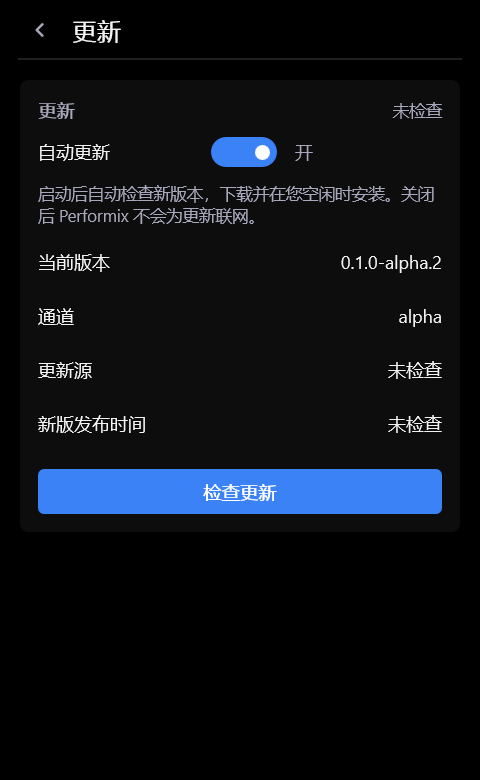 更新
更新 未检查
自动更新 开
启动后自动检查新版本，下载并在您空闲时安装。关闭
后 Performix 不会为更新联网。
当前版本 0.1.0-alpha.2
通道 alpha
更新源 未检查
新版发布时间 未检查
检查更新